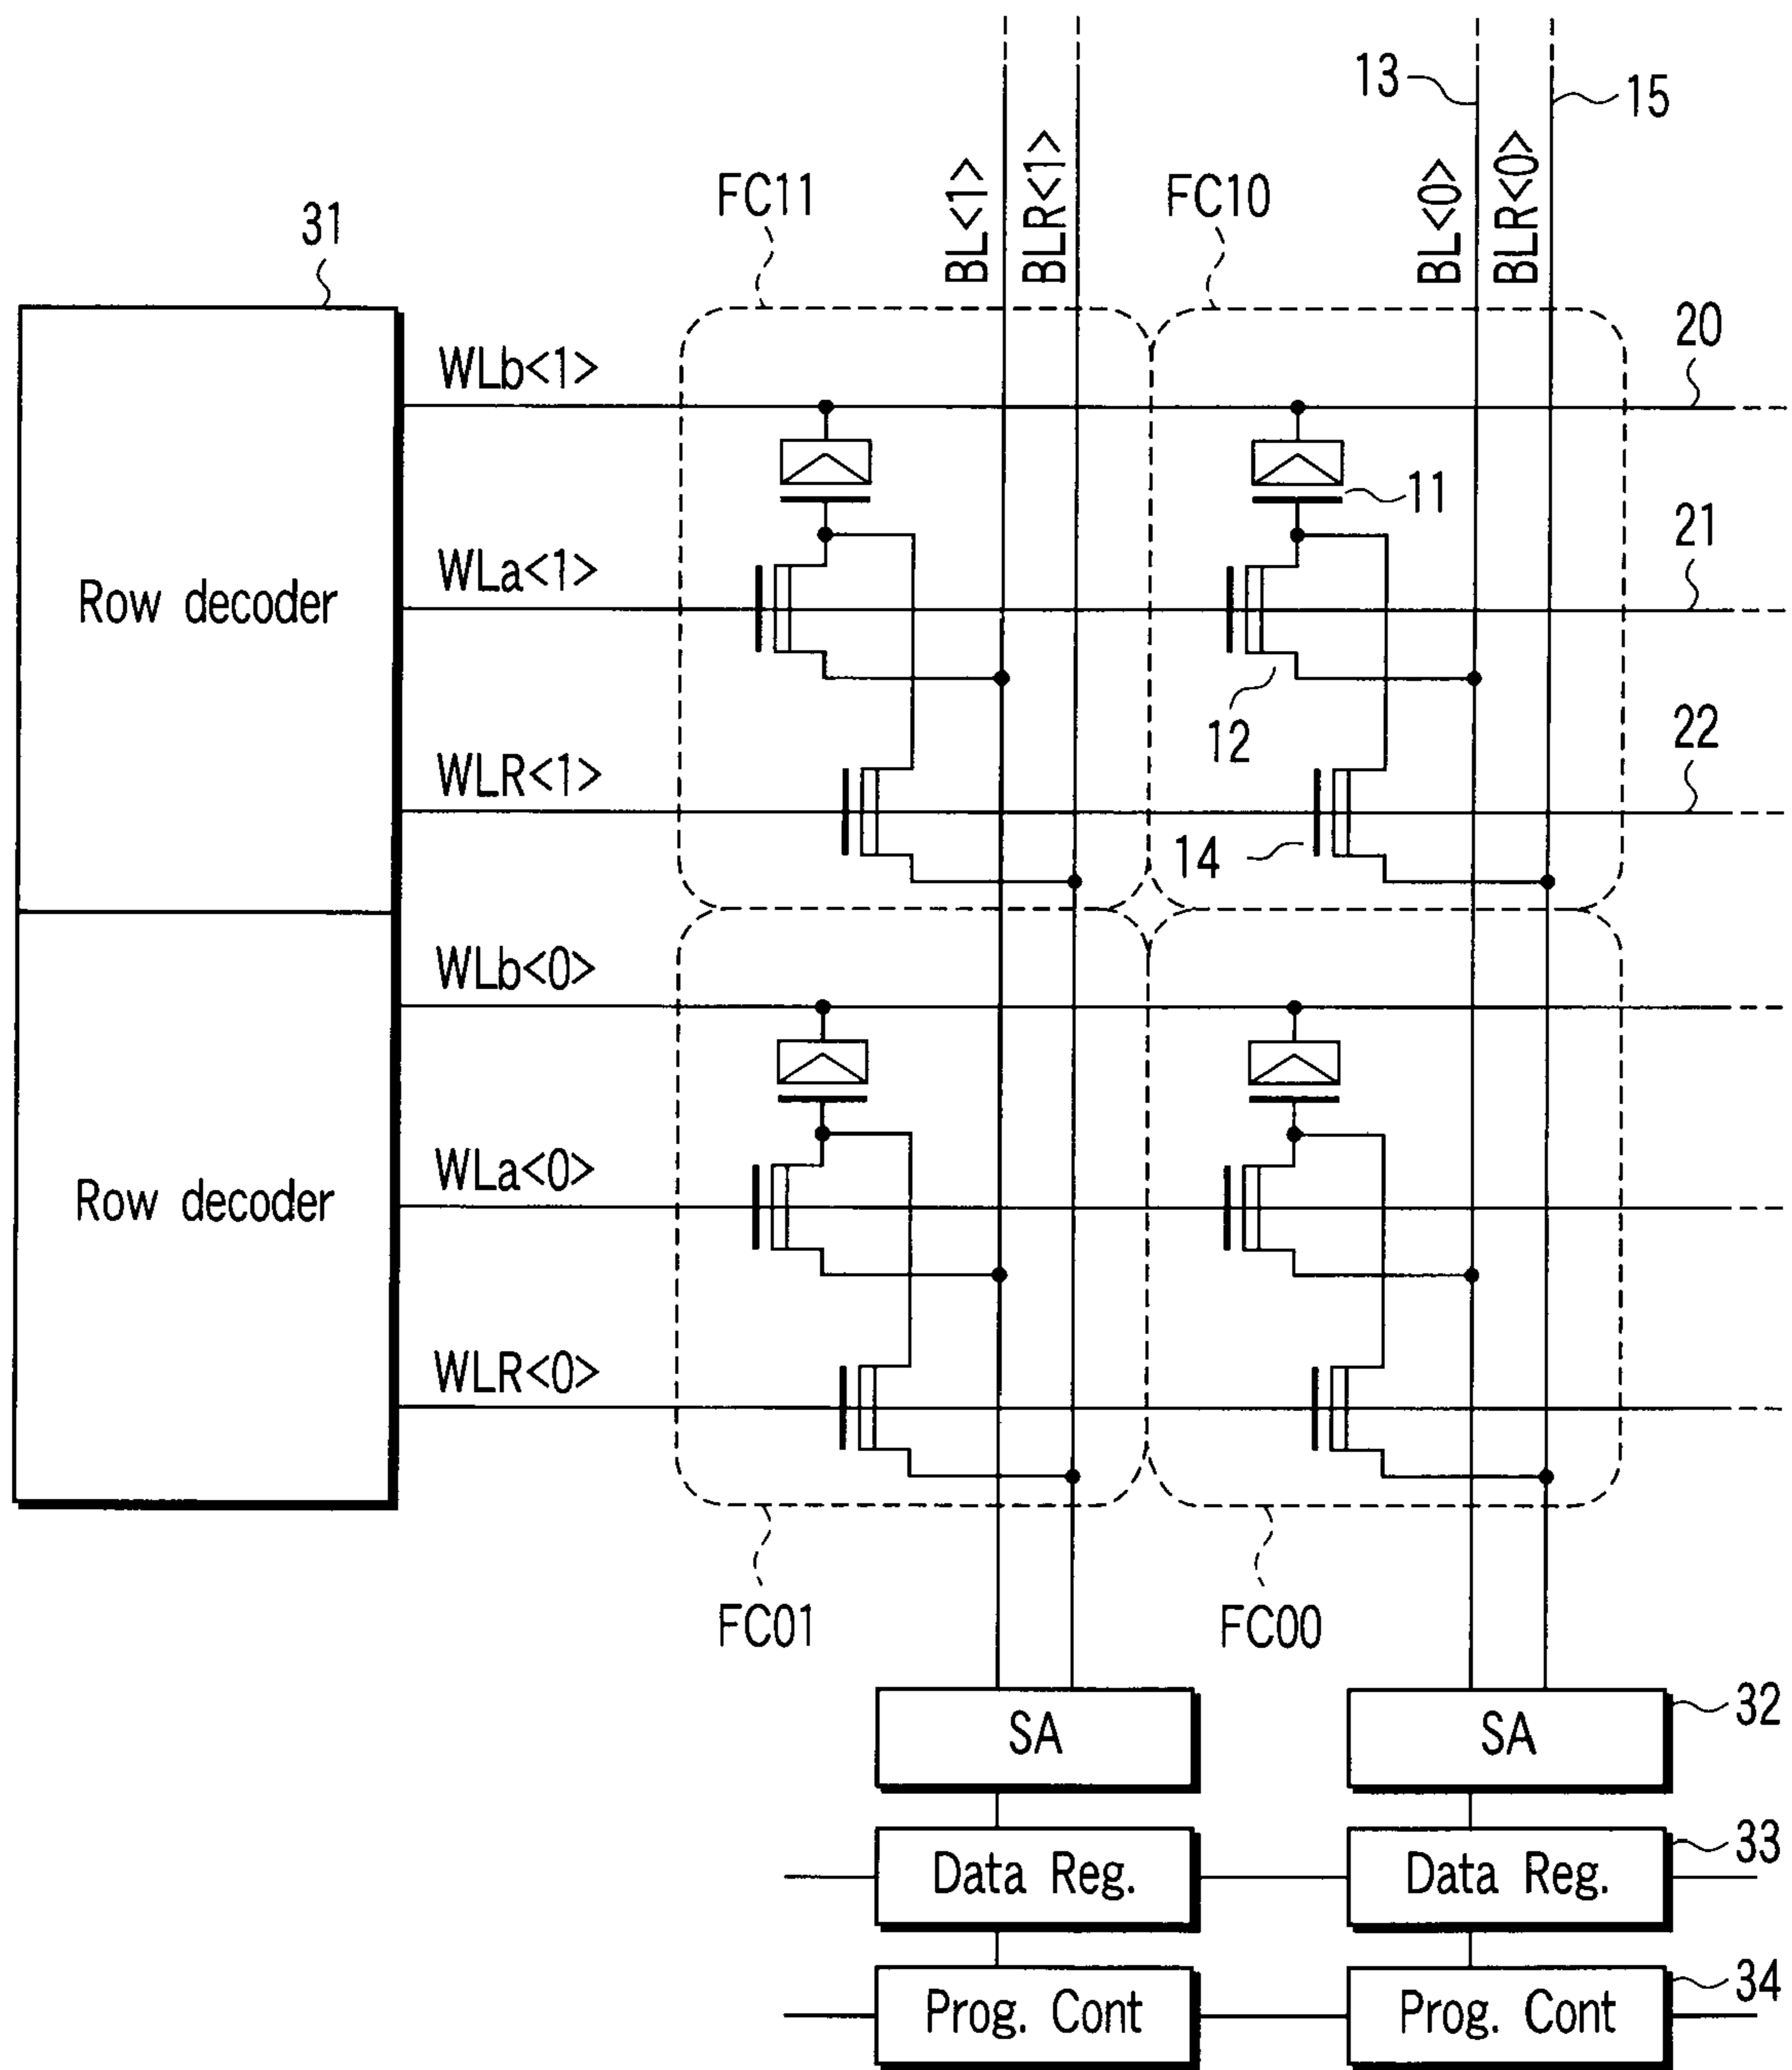 13
15
BL<1>
BLR<1>
BL<0>
BLR<0>
FC11
FC10
31
20
WLb<1>
11
21
WLa<1>
Row decoder
12
22
WLR<1>
14
WLb<0>
WLa<0>
Row decoder
WLR<0>
FC01
FC00
SA
SA
32
Data Reg.
Data Reg.
33
Prog. Cont
Prog. Cont
34